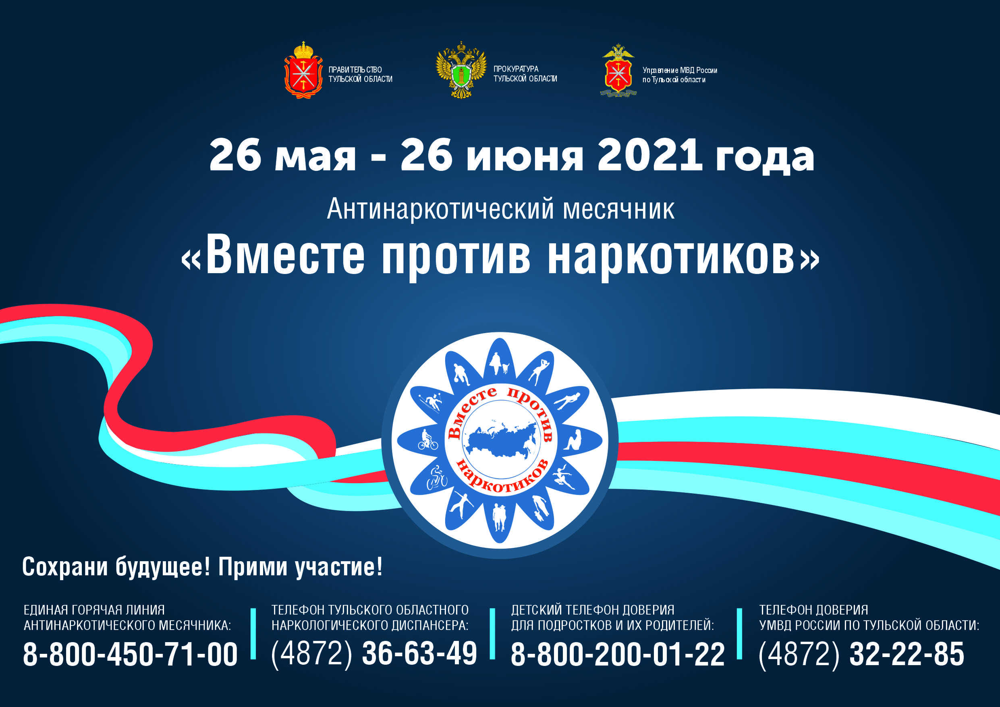 ПРАВИТЕЛЬСТВО
ТУЛЬСКОЙ ОБЛАСТИ
ПРОКУРАТУРА
ТУЛЬСКОЙ ОБЛАСТИ
Управление МВД России
по Тульской области
26 мая - 26 июня 2021 года
Антинаркотический месячник
«Вместе против наркотиков»
Вместе против
наркотиков
Сохрани будущее! Прими участие!
ЕДИНАЯ ГОРЯЧАЯ ЛИНИЯ
АНТИНАРКОТИЧЕСКОГО МЕСЯЧНИКА:
8-800-450-71-00
ТЕЛЕФОН ТУЛЬСКОГО ОБЛАСТНОГО
НАРКОЛОГИЧЕСКОГО ДИСПАНСЕРА:
(4872) 36-63-49
ДЕТСКИЙ ТЕЛЕФОН ДОВЕРИЯ
ДЛЯ ПОДРОСТКОВ И ИХ РОДИТЕЛЕЙ:
8-800-200-01-22
ТЕЛЕФОН ДОВЕРИЯ
УМВД РОССИИ ПО ТУЛЬСКОЙ ОБЛАСТИ:
(4872) 32-22-85